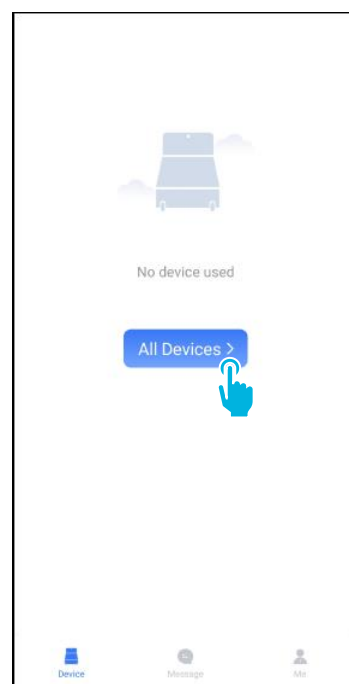 No device used
All Devices >
Device
Message
Me